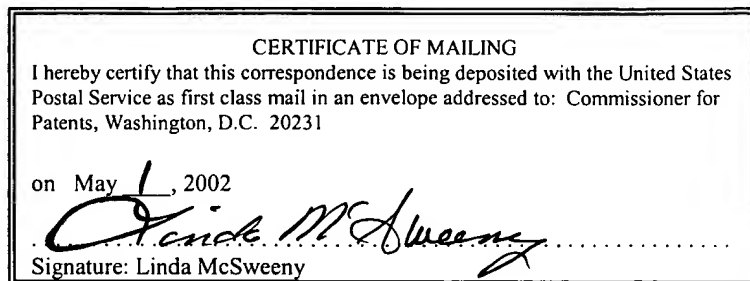 CERTIFICATE OF MAILING
I hereby certify that this correspondence is being deposited with the United States
Postal Service as first class mail in an envelope addressed to: Commissioner for
Patents, Washington, D.C. 20231
on May 1, 2002
Linda McSweeny
Signature: Linda McSweeny